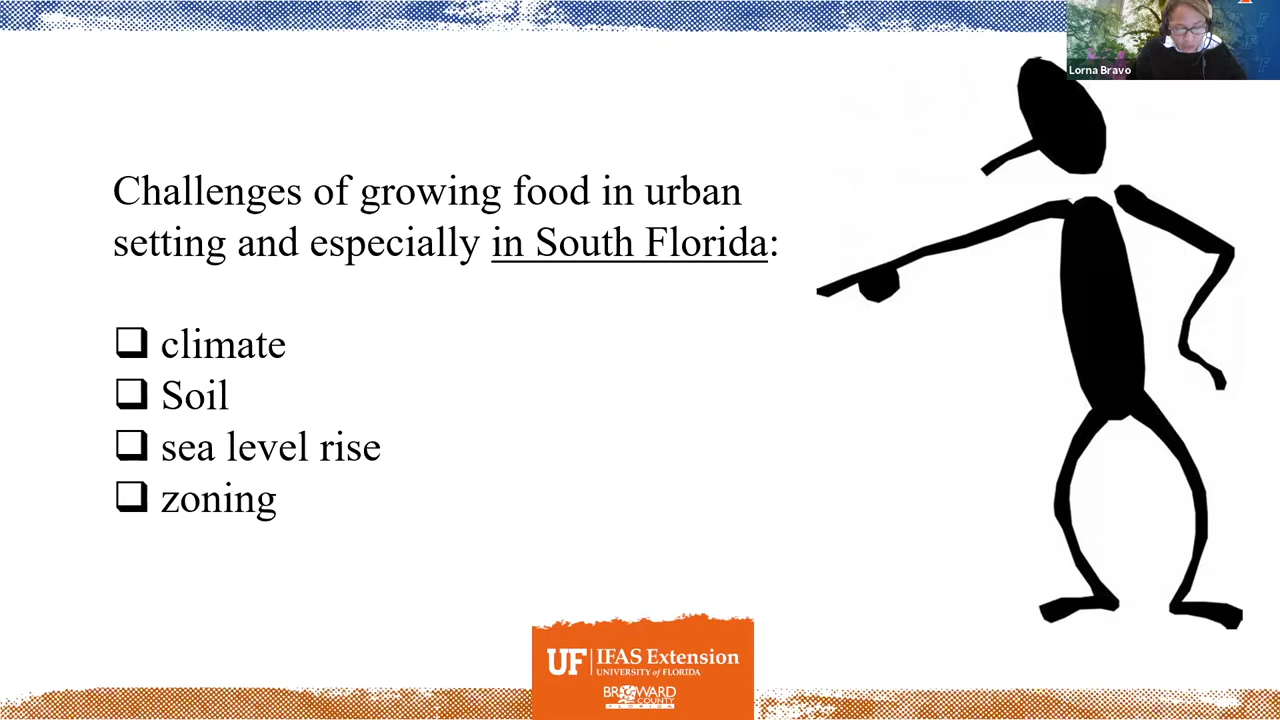 Lorna Bravo
Challenges of growing food in urban
setting and especially in South Florida:
climate
Soil
sea level rise
zoning
UF IFAS Extension
UNIVERSITY of FLORIDA
BROWARD
COUNTY
FLORIDA